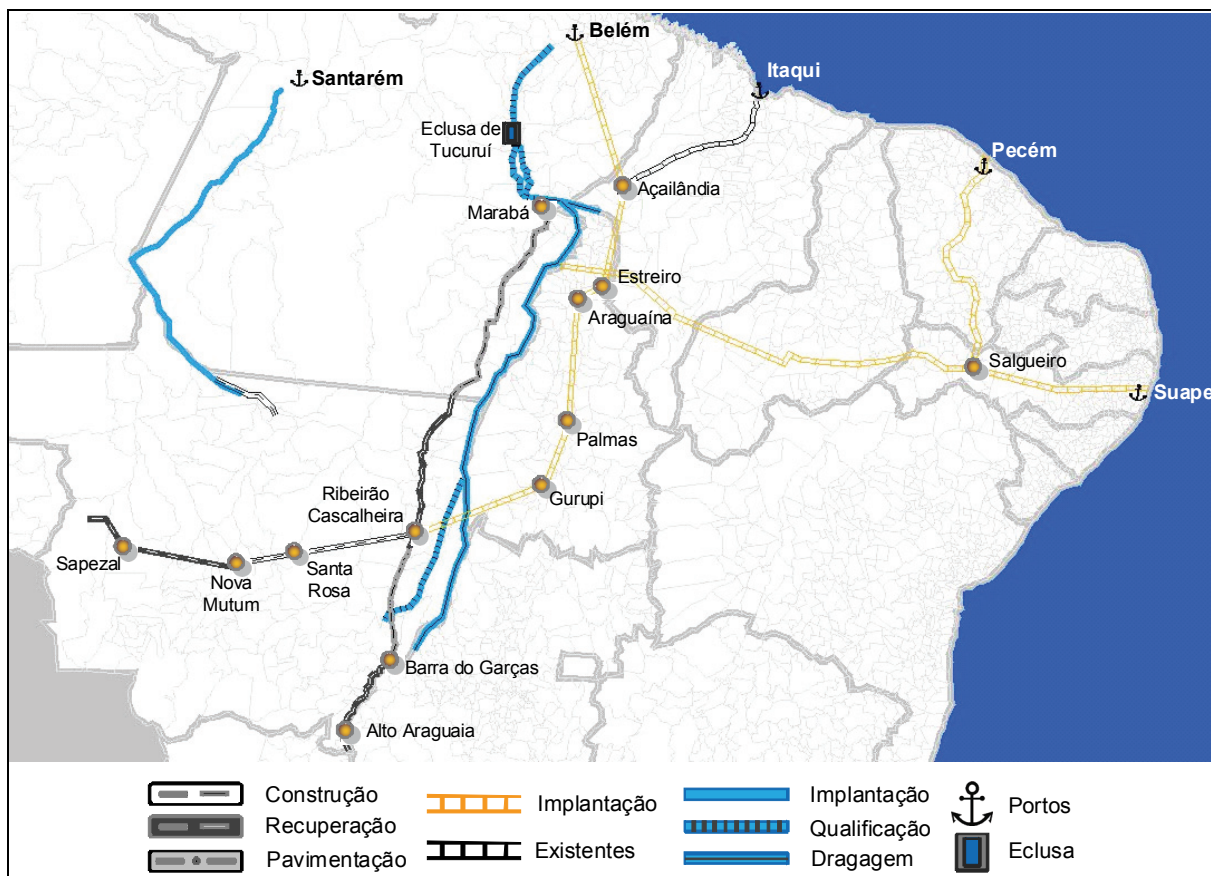 Belém
Santarém
Itaqui
Eclusa de
Tucuruí
Pecém
Açailândia
Marabá
Estreiro
Araguaína
Salgueiro
Suape
Palmas
Ribeirão
Cascalheira
Gurupi
Sapezal
Nova
Mutum
Santa
Rosa
Barra do Garças
Alto Araguaia
Construção
Implantação
Implantação
Portos
Recuperação
Qualificação
Existentes
Eclusa
Pavimentação
Dragagem